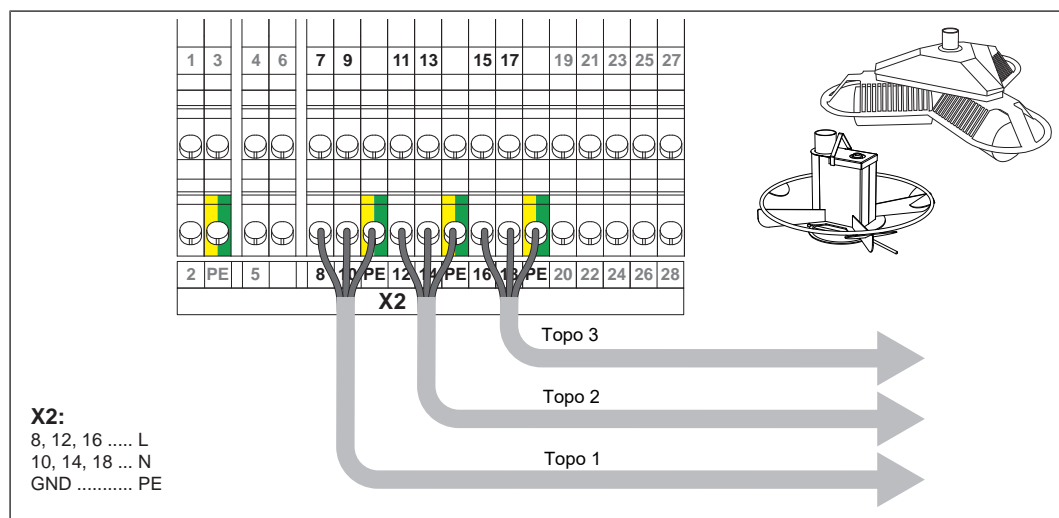 1 3 4 6 7 9 11 13 15 17 19 21 23 25 27
2 PE 5 8 10 PE 12 14 PE 16 18 PE 20 22 24 26 28
X2
Topo 3
Topo 2
Topo 1
X2:
8, 12, 16 ..... L
10, 14, 18 ... N
GND ........... PE